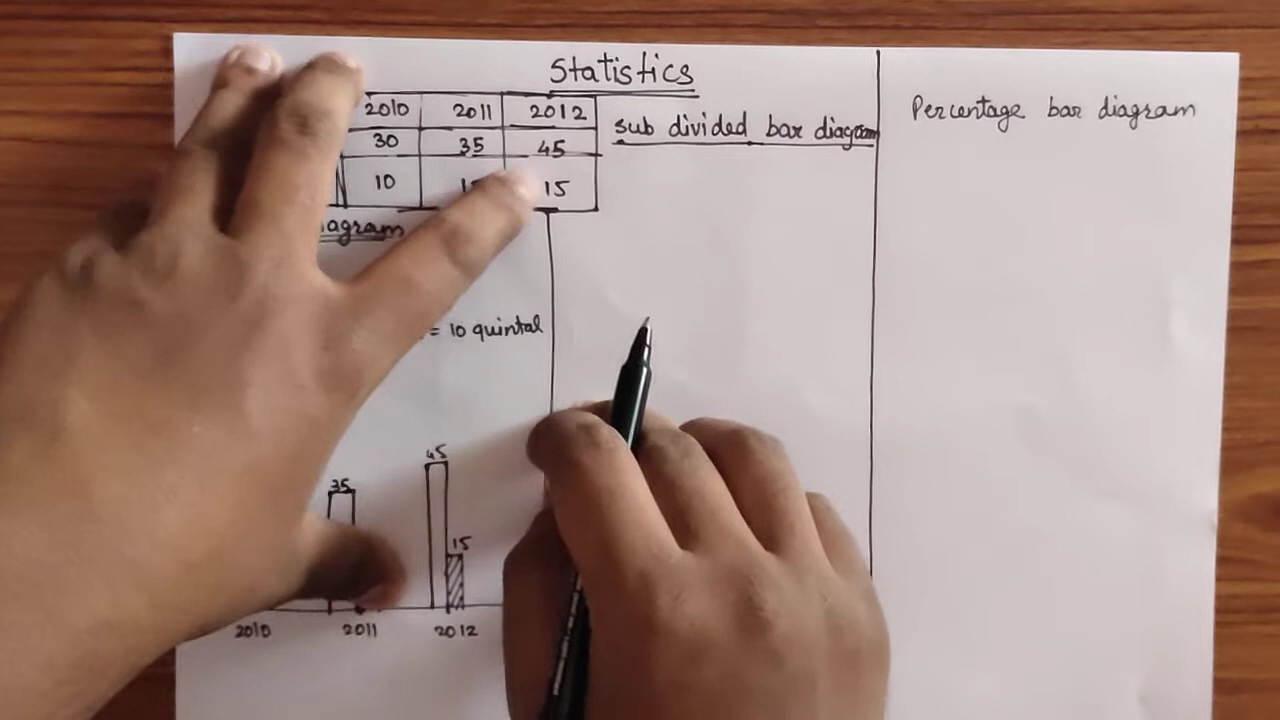 Statistics
2010 2011 2012
30 35 45
10 15
sub divided bar diagram
Percentage bar diagram
= 10 quintal
45
35
15
2010 2011 2012